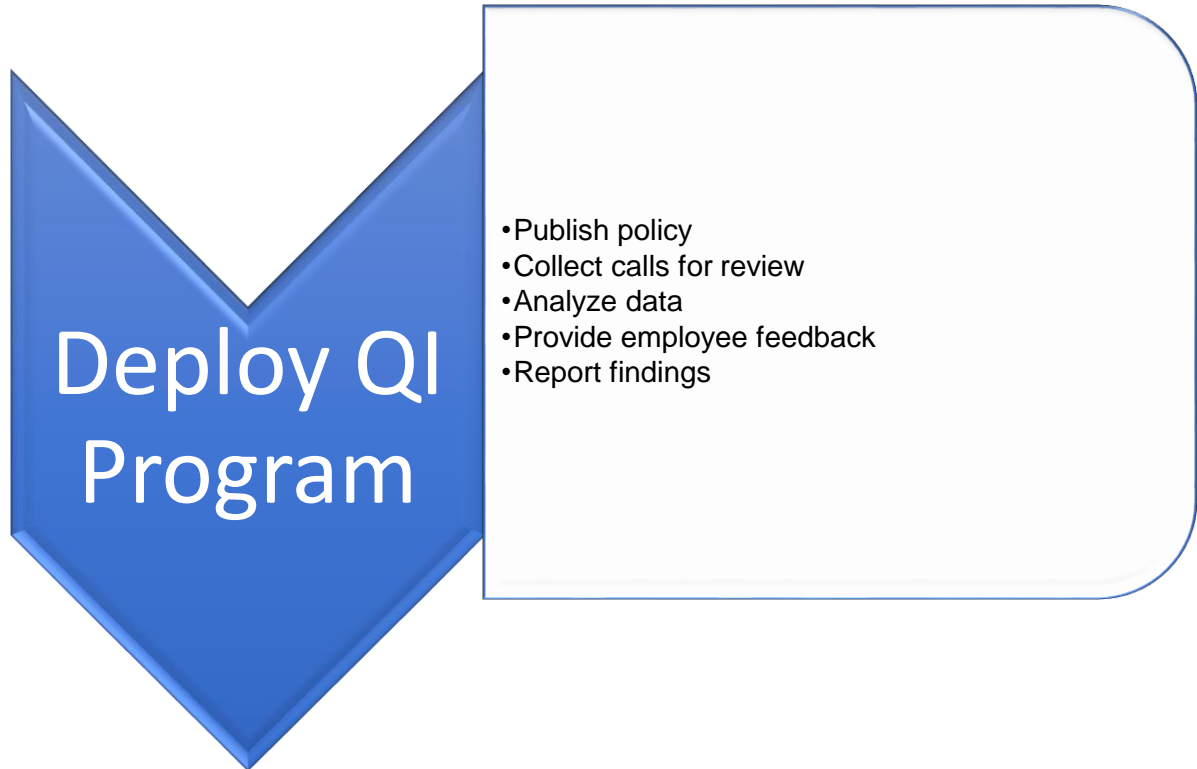 Deploy QI
Program
•Publish policy
•Collect calls for review
•Analyze data
•Provide employee feedback
•Report findings